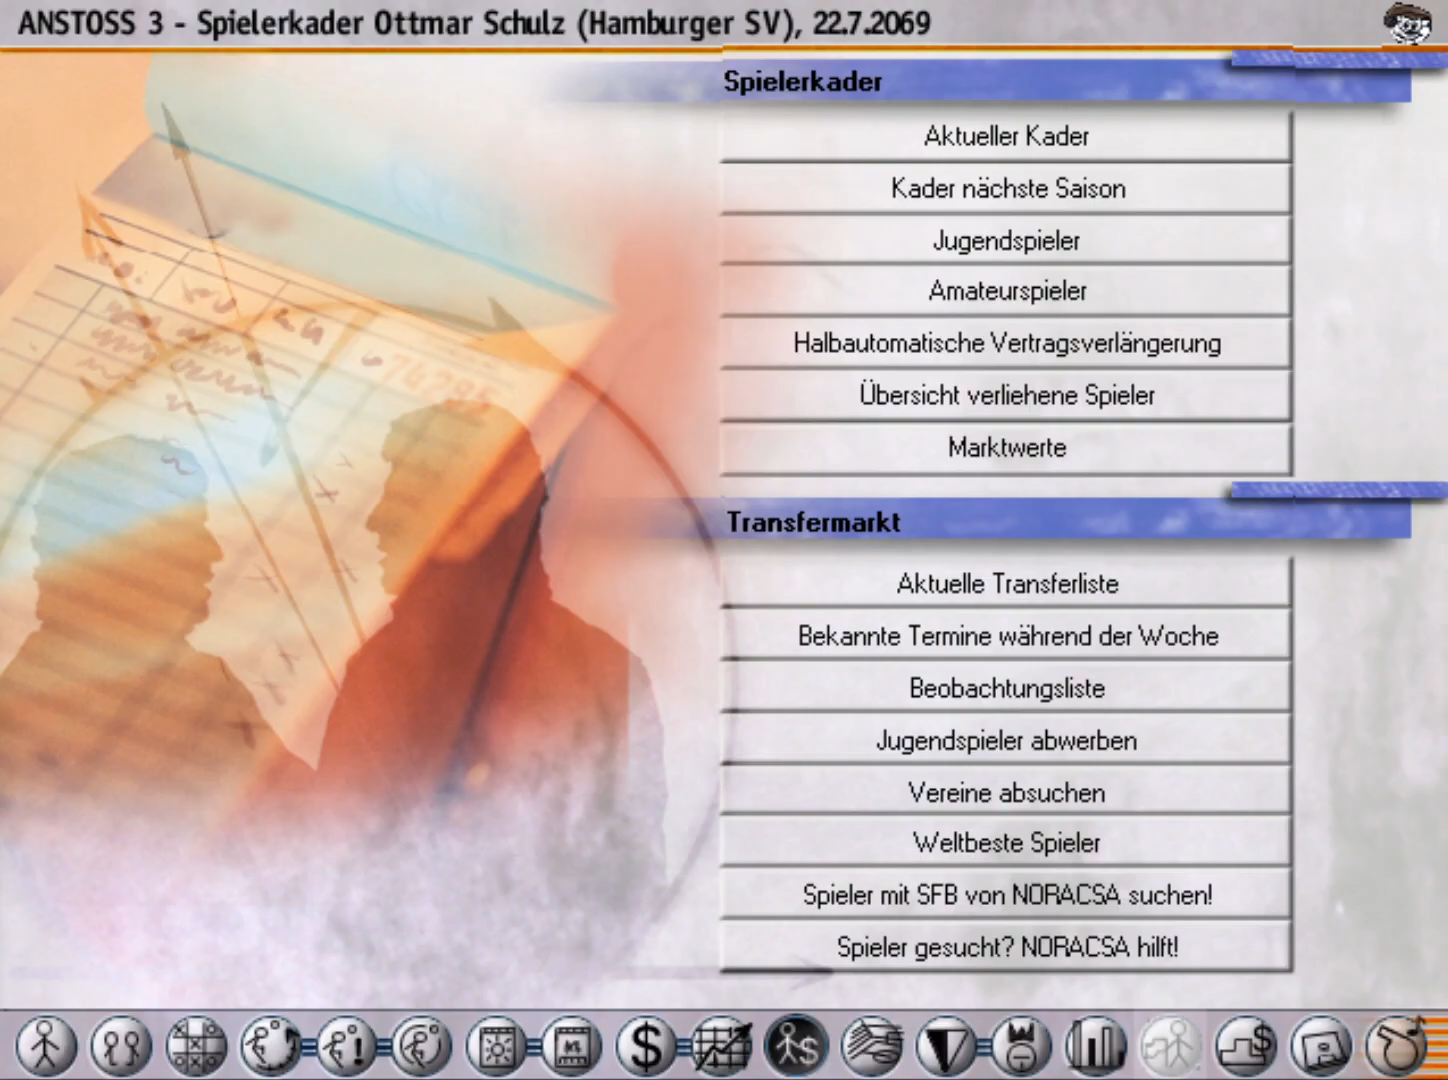 ANSTOSS 3 - Spielerkader Ottmar Schulz (Hamburger SV), 22.7.2069
Spielerkader
Aktueller Kader
Kader nächste Saison
Jugendspieler
Amateurspieler
Halbautomatische Vertragsverlängerung
Übersicht verliehene Spieler
Marktwerte
Transfermarkt
Aktuelle Transferliste
Bekannte Termine während der Woche
Beobachtungsliste
Jugendspieler abwerben
Vereine absuchen
Weltbeste Spieler
Spieler mit SFB von NORACSA suchen!
Spieler gesucht? NORACSA hilft!